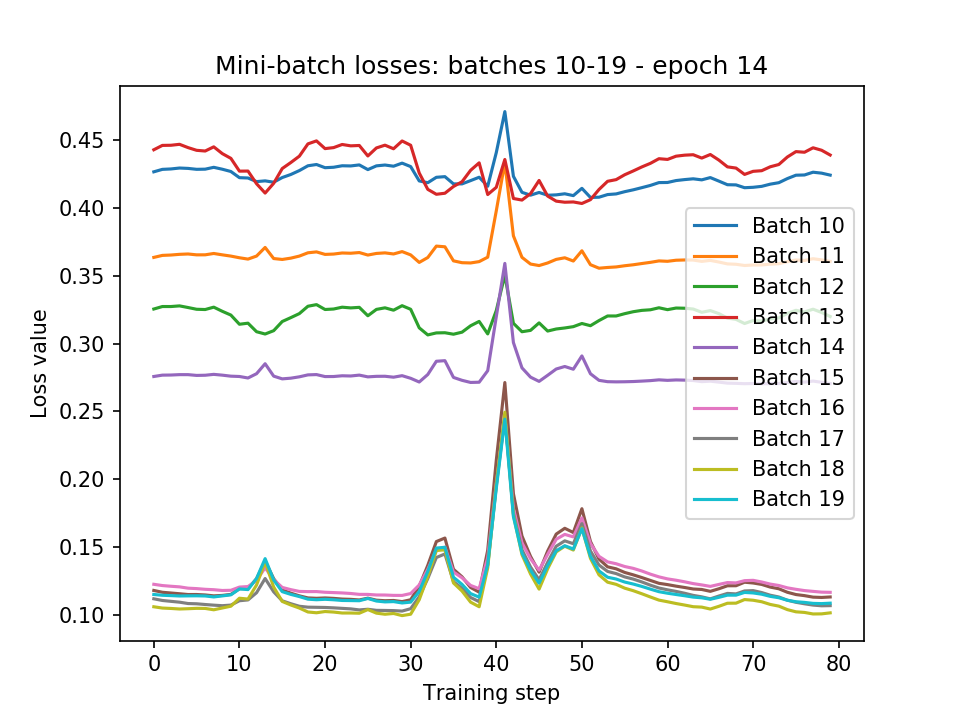 Mini-batch losses: batches 10-19 - epoch 14
Loss value
0.45
0.40
0.35
0.30
0.25
0.20
0.15
0.10
Batch 10
Batch 11
Batch 12
Batch 13
Batch 14
Batch 15
Batch 16
Batch 17
Batch 18
Batch 19
0 10 20 30 40 50 60 70 80
Training step